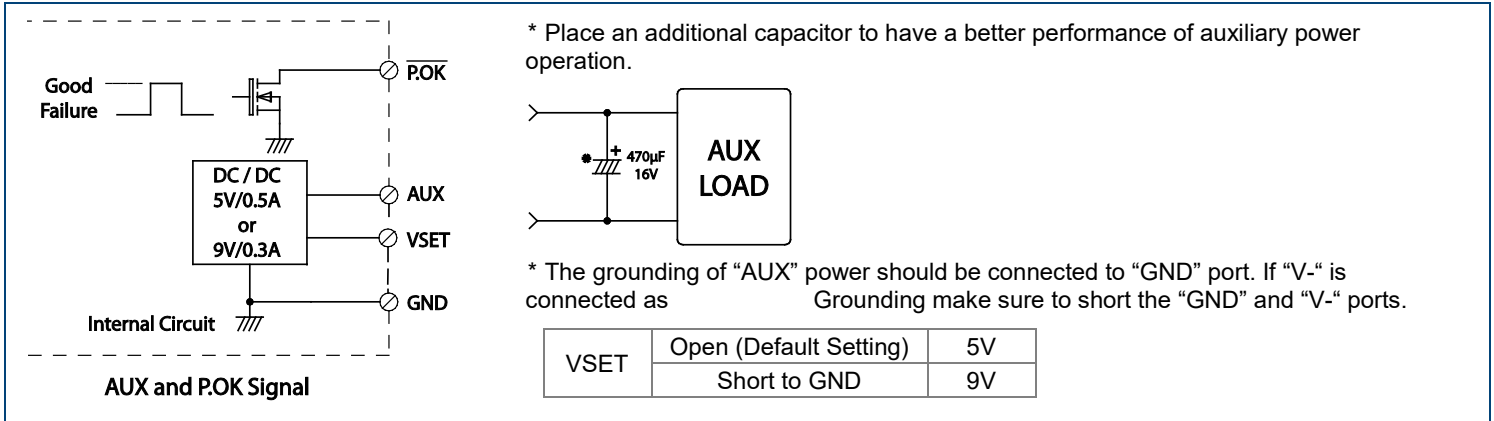 Good
Failure
P.OK
DC / DC
5V/0.5A
or
9V/0.3A
AUX
VSET
GND
Internal Circuit
AUX and P.OK Signal
* Place an additional capacitor to have a better performance of auxiliary power
operation.
* + 470µF
16V
AUX
LOAD
* The grounding of “AUX” power should be connected to “GND” port. If “V-“ is
connected as Grounding make sure to short the “GND” and “V-“ ports.
VSET Open (Default Setting) 5V
Short to GND 9V